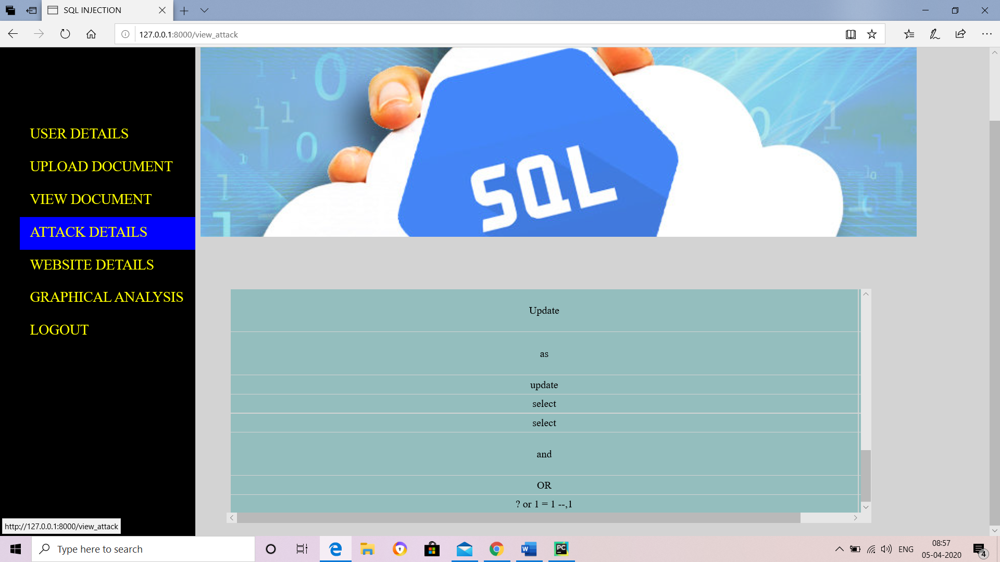 SQL INJECTION
127.0.0.1:8000/view_attack
USER DETAILS
UPLOAD DOCUMENT
VIEW DOCUMENT
ATTACK DETAILS
WEBSITE DETAILS
GRAPHICAL ANALYSIS
LOGOUT
SQL
Update
as
update
select
select
and
OR
? or 1 = 1 --,1
http://127.0.0.1:8000/view_attack
Type here to search
ENG
08:57
05-04-2020
4